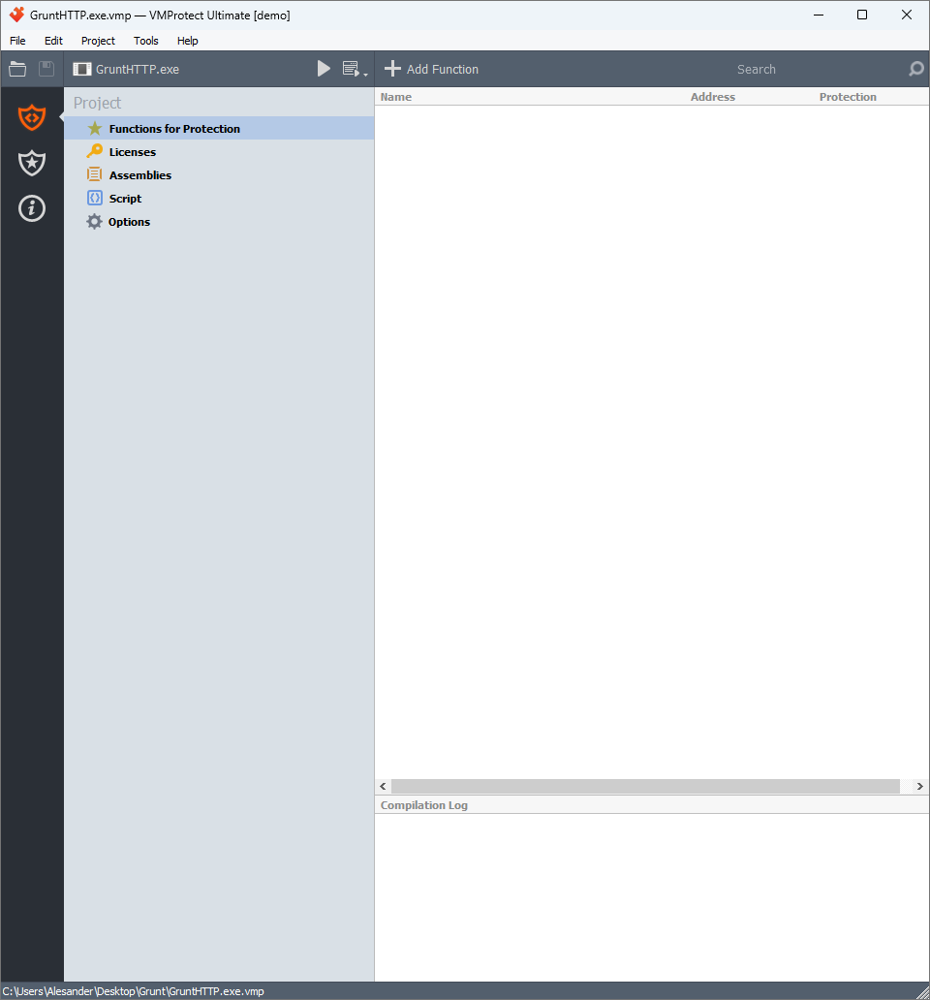 GruntHTTP.exe.vmp — VMProtect Ultimate [demo]
File Edit Project Tools Help
GruntHTTP.exe
Add Function
Search
Project
Functions for Protection
Licenses
Assemblies
Script
Options
Name Address Protection
Compilation Log
C:\Users\Alesander\Desktop\Grunt\GruntHTTP.exe.vmp